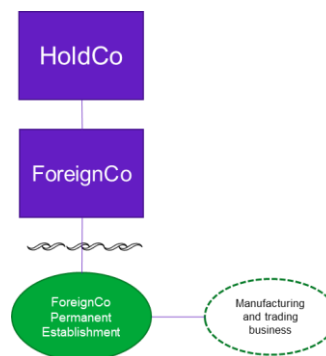 HoldCo
ForeignCo
ForeignCo
Permanent
Establishment
Manufacturing
and trading
business